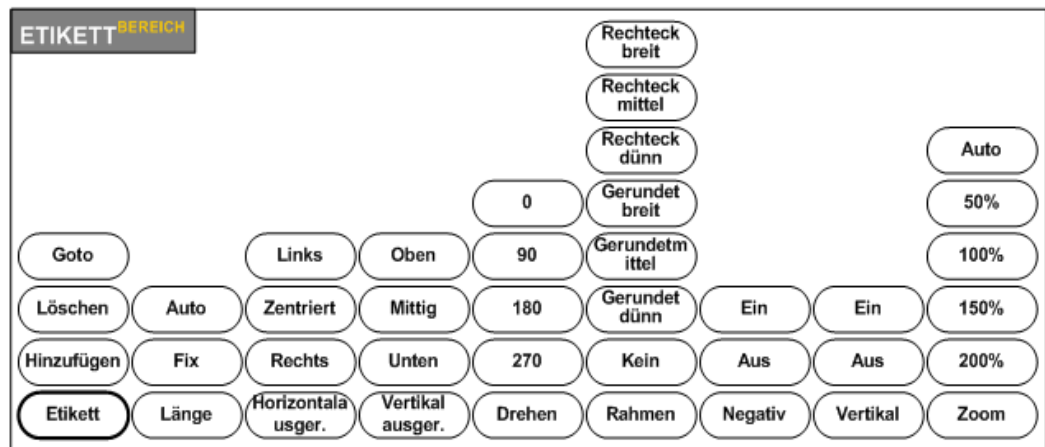 ETIKETT BEREICH
Rechteck
breit
Rechteck
mittel
Rechteck
dünn
Auto
0
Gerundet
breit
50%
Goto
Links
Oben
90
Gerundetm
ittel
100%
Löschen
Auto
Zentriert
Mittig
180
Gerundet
dünn
Ein
Ein
150%
Hinzufügen
Fix
Rechts
Unten
270
Kein
Aus
Aus
200%
Etikett
Länge
Horizontala
usger.
Vertikal
ausger.
Drehen
Rahmen
Negativ
Vertikal
Zoom